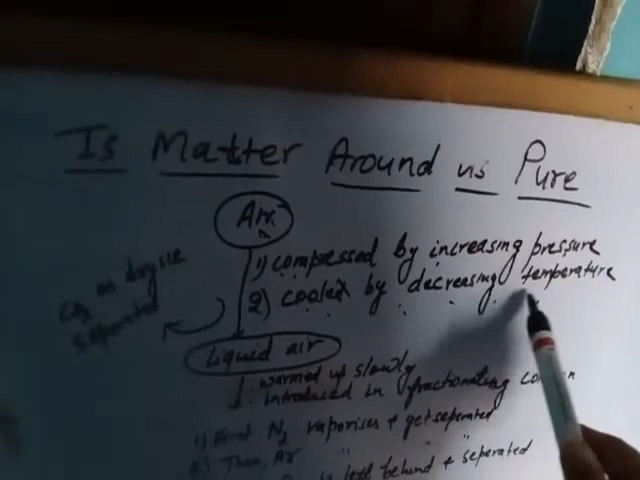 Is Matter Around us Pure
Air
1) compressed by increasing pressure
2) cooled by decreasing temperature
CO2 as dry ice
separated
Liquid air
warmed up slowly
introduced in fractionating
1) First N2 vaporises + get separated
2) Then, Ar " " "
is left behind + seperated